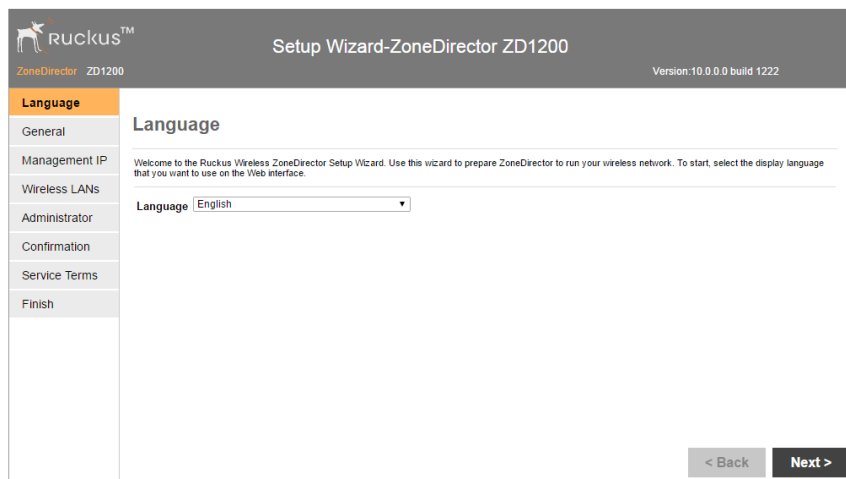 Ruckus™
Setup Wizard-ZoneDirector ZD1200
ZoneDirector ZD1200
Version:10.0.0.0 build 1222
Language
General
Management IP
Wireless LANs
Administrator
Confirmation
Service Terms
Finish
Language
Welcome to the Ruckus Wireless ZoneDirector Setup Wizard. Use this wizard to prepare ZoneDirector to run your wireless network. To start, select the display language
that you want to use on the Web interface.
Language English
< Back Next >